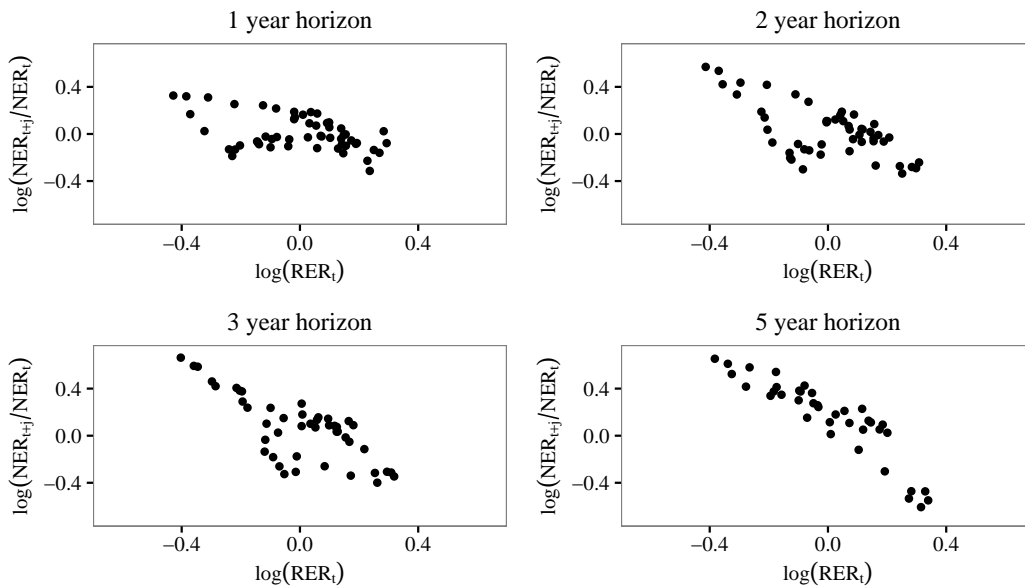 1 year horizon
log(NERₜ₊ⱼ/NERₜ)
0.4
0.0
−0.4
−0.4 0.0 0.4
log(RERₜ)
2 year horizon
log(NERₜ₊ⱼ/NERₜ)
0.4
0.0
−0.4
−0.4 0.0 0.4
log(RERₜ)
3 year horizon
log(NERₜ₊ⱼ/NERₜ)
0.4
0.0
−0.4
−0.4 0.0 0.4
log(RERₜ)
5 year horizon
log(NERₜ₊ⱼ/NERₜ)
0.4
0.0
−0.4
−0.4 0.0 0.4
log(RERₜ)